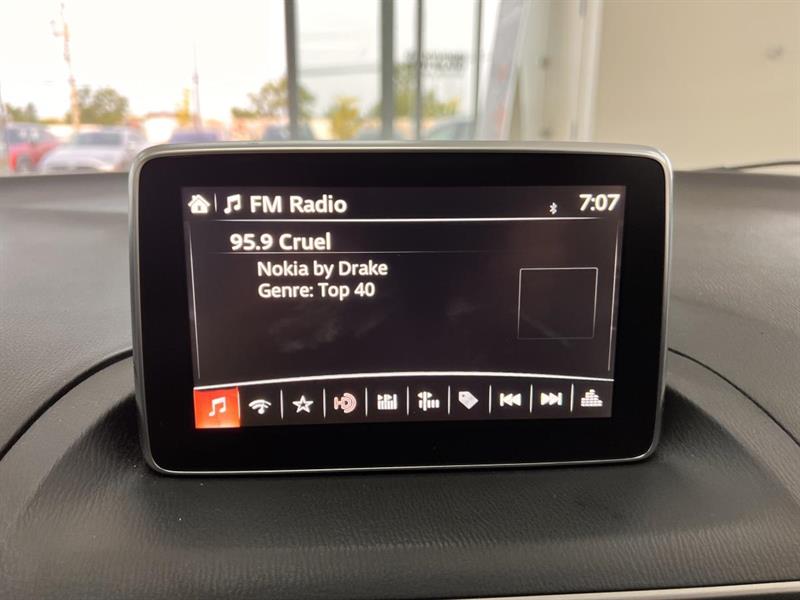 FM Radio
7:07
95.9 Cruel
Nokia by Drake
Genre: Top 40